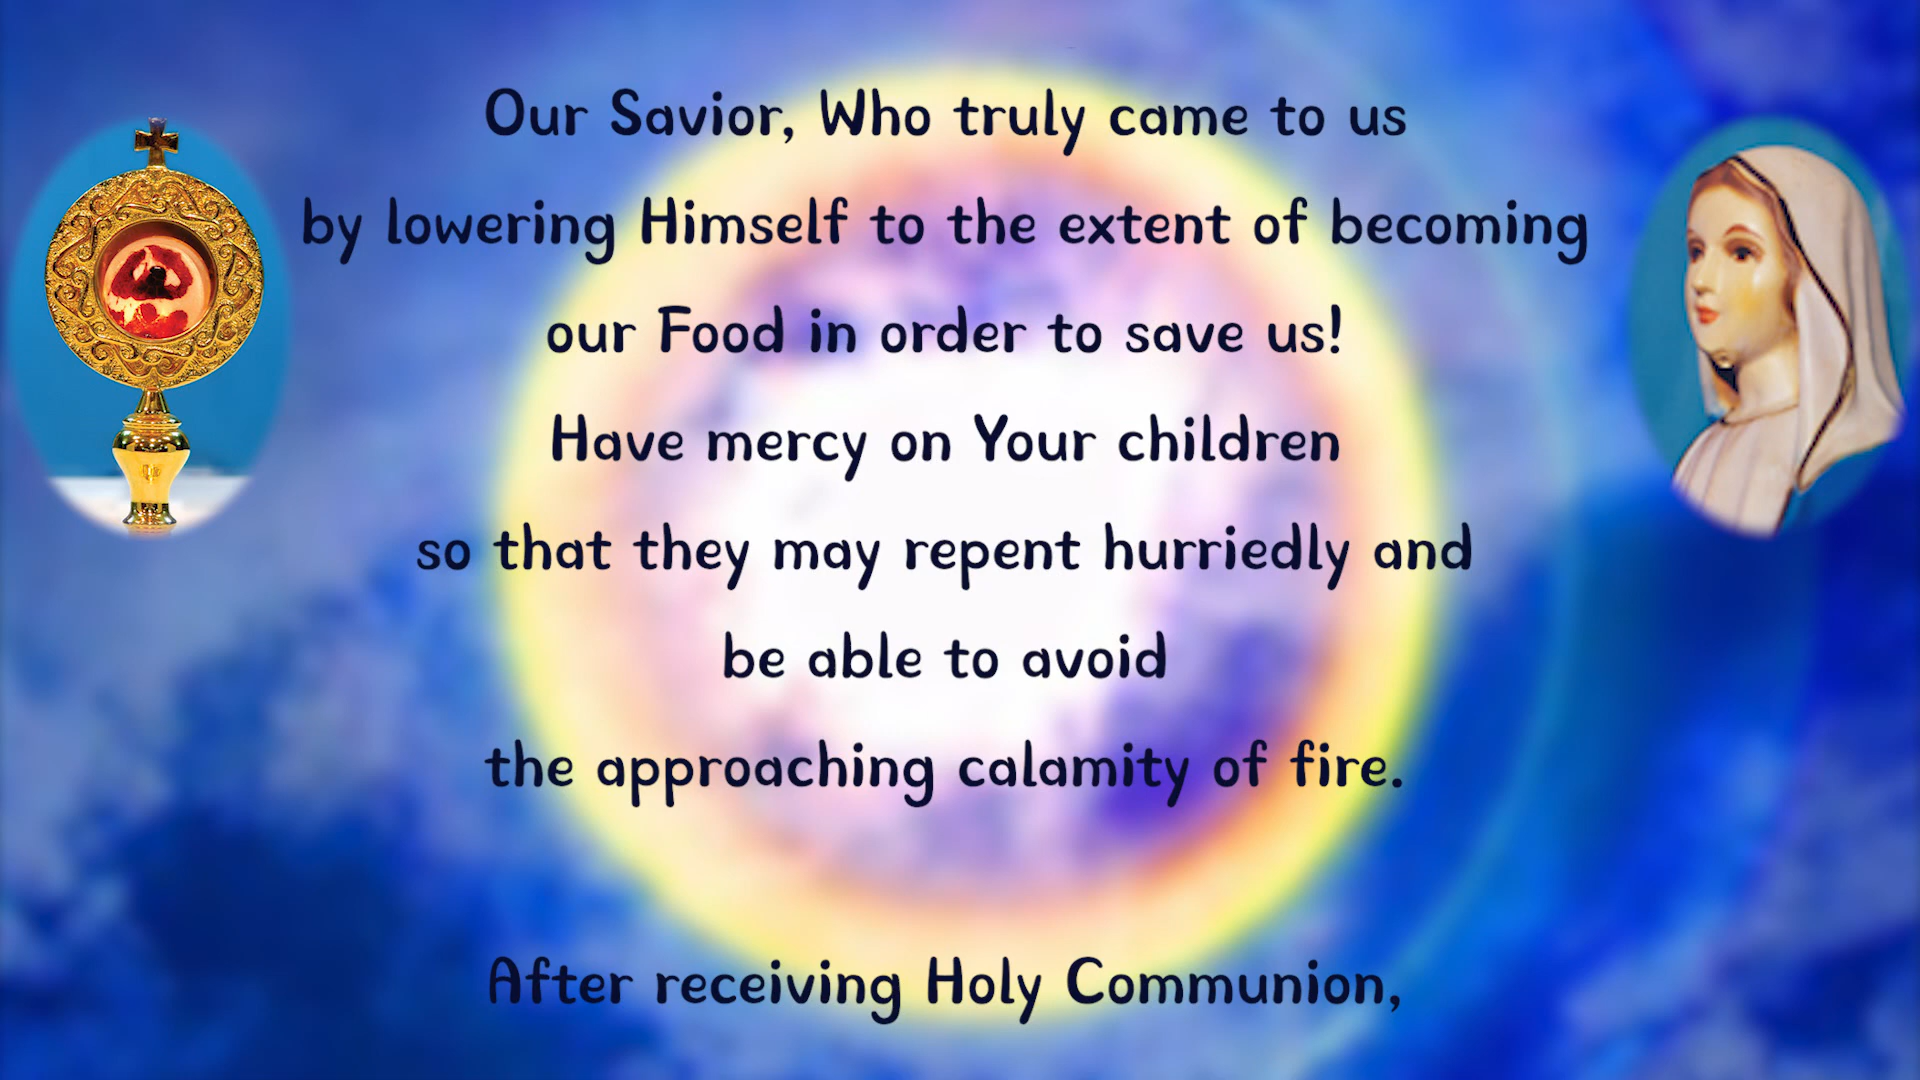 Our Savior, Who truly came to us
by lowering Himself to the extent of becoming
our Food in order to save us!
Have mercy on Your children
so that they may repent hurriedly and
be able to avoid
the approaching calamity of fire.
After receiving Holy Communion,